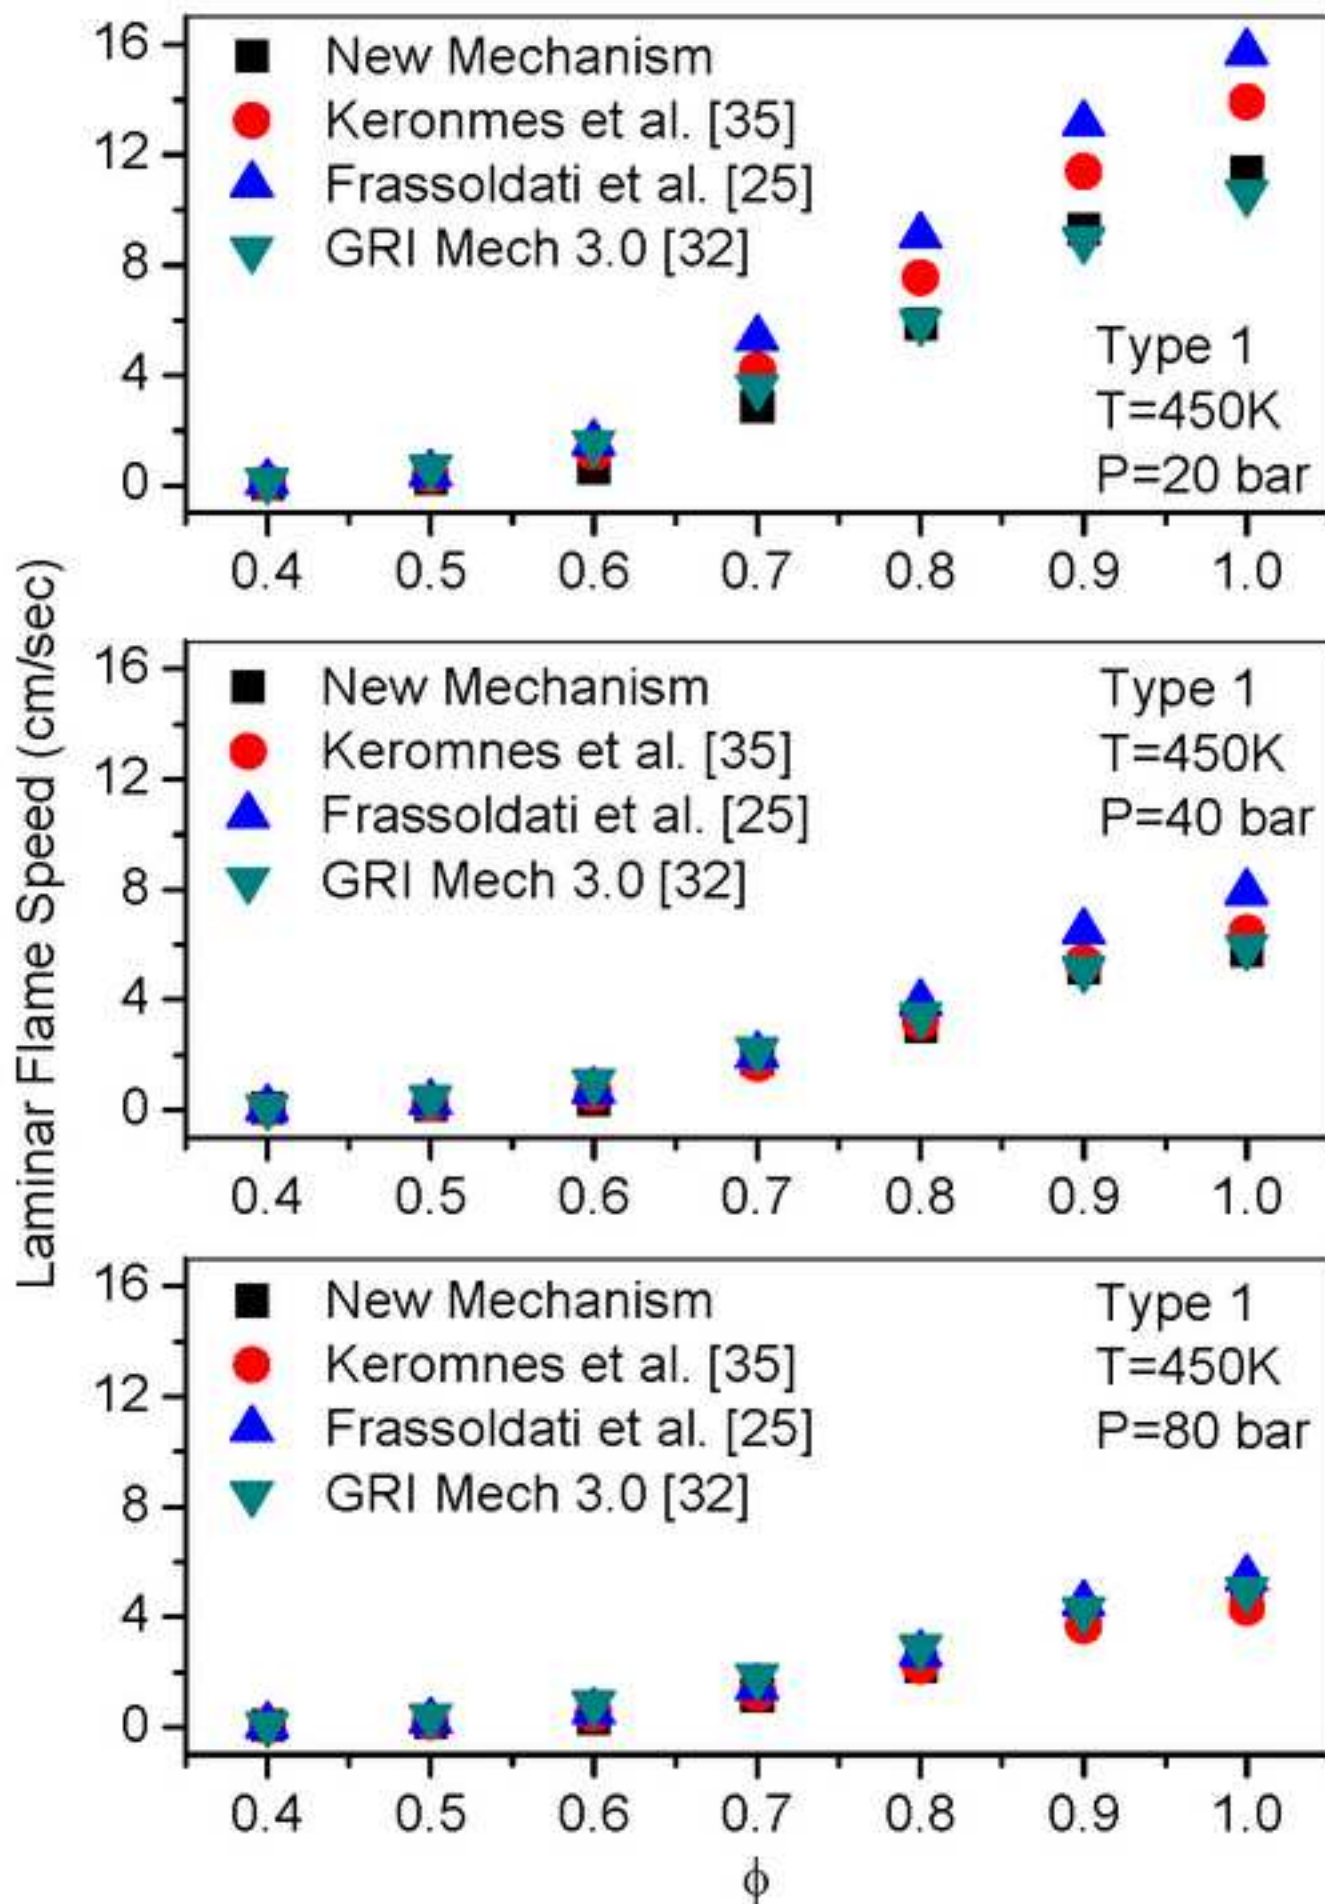 16
12
8
4
0
New Mechanism
Keronmes et al. [35]
Frassoldati et al. [25]
GRI Mech 3.0 [32]
Type 1
T=450K
P=20 bar
0.4 0.5 0.6 0.7 0.8 0.9 1.0
Laminar Flame Speed (cm/sec)
16
12
8
4
0
New Mechanism
Keromnes et al. [35]
Frassoldati et al. [25]
GRI Mech 3.0 [32]
Type 1
T=450K
P=40 bar
0.4 0.5 0.6 0.7 0.8 0.9 1.0
16
12
8
4
0
New Mechanism
Keromnes et al. [35]
Frassoldati et al. [25]
GRI Mech 3.0 [32]
Type 1
T=450K
P=80 bar
0.4 0.5 0.6 0.7 0.8 0.9 1.0
ϕ